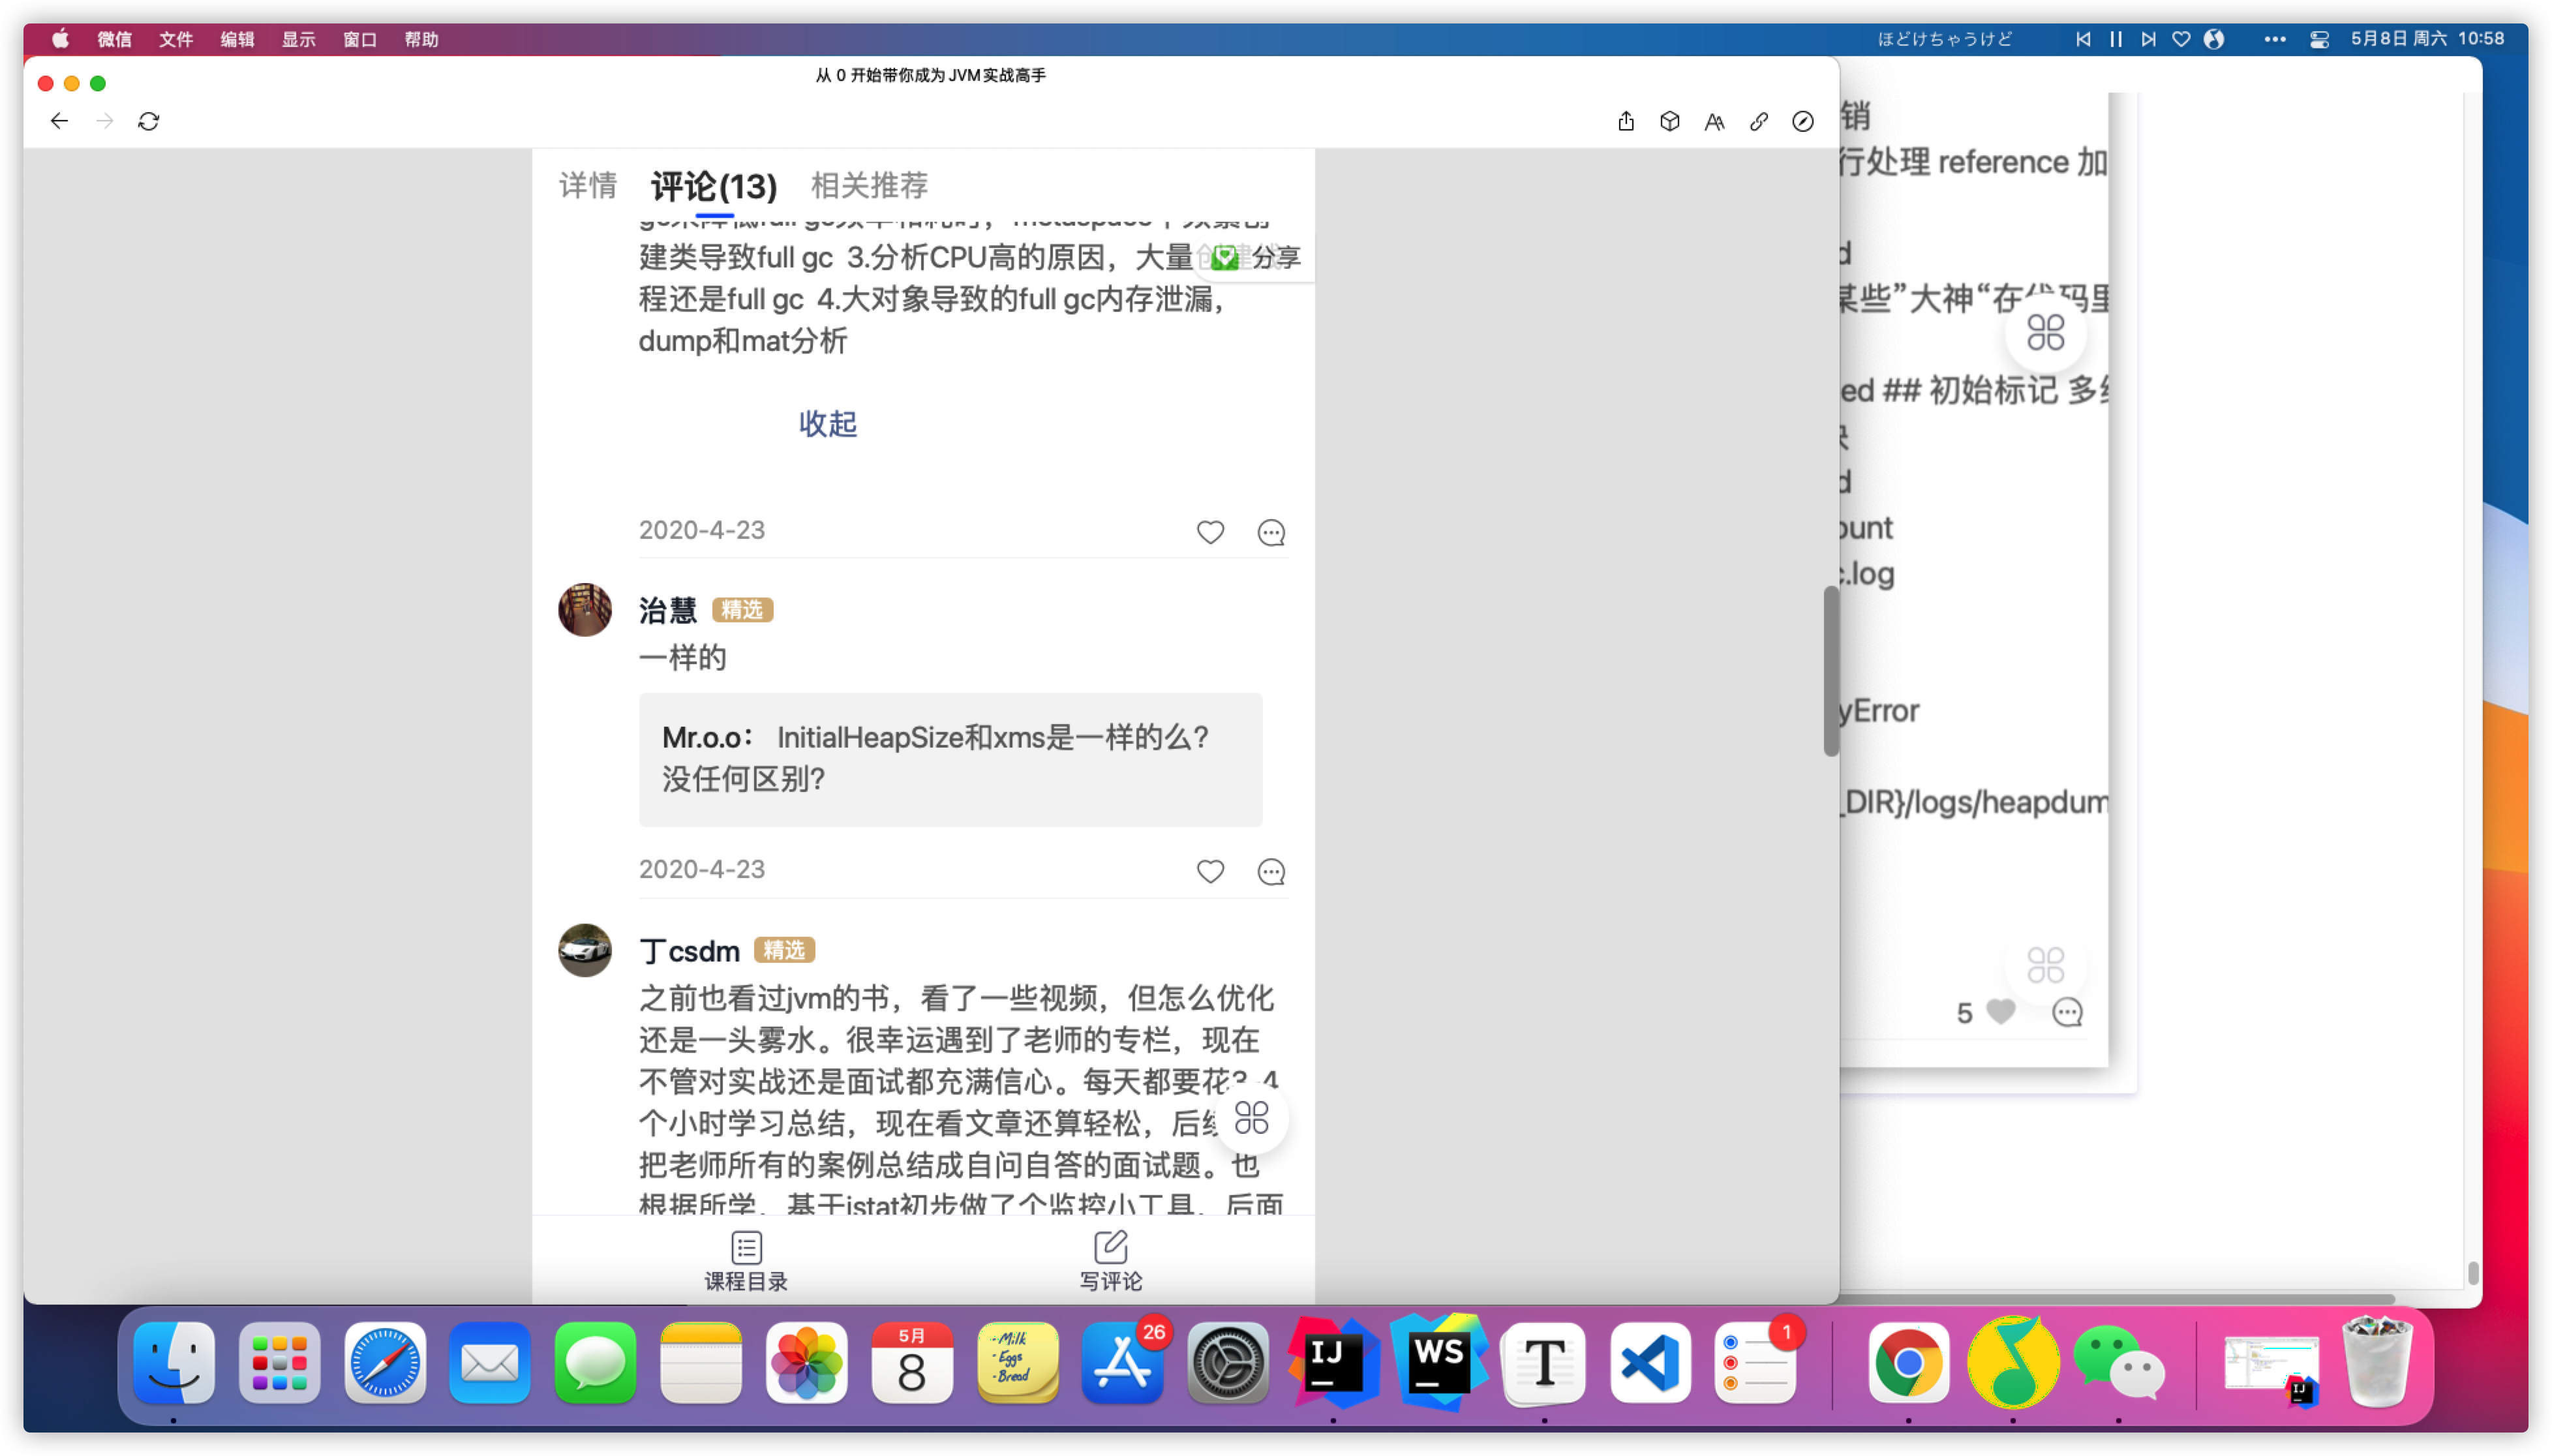 微信 文件 编辑 显示 窗口 帮助
ほどけちゃうけど
5月8日 周六 10:58
从 0 开始带你成为 JVM 实战高手
详情 评论(13) 相关推荐
建类导致full gc 3.分析CPU高的原因，大量
分享
程还是full gc 4.大对象导致的full gc内存泄漏，
dump和mat分析
收起
2020-4-23
治慧 精选
一样的
Mr.o.o： InitialHeapSize和xms是一样的么？
没任何区别？
2020-4-23
丁csdm 精选
之前也看过jvm的书，看了一些视频，但怎么优化
还是一头雾水。很幸运遇到了老师的专栏，现在
不管对实战还是面试都充满信心。每天都要花3-4
个小时学习总结，现在看文章还算轻松，后续
把老师所有的案例总结成自问自答的面试题。也
根据所学，基于jstat初步做了个监控小工具，后面
课程目录
写评论
销
行处理 reference 加
d
某些”大神“在代码里
ed ## 初始标记 多
d
ount
c.log
yError
_DIR}/logs/heapdum
5
5月
8
Milk
Eggs
Bread
26
IJ
WS
T
1
IJ